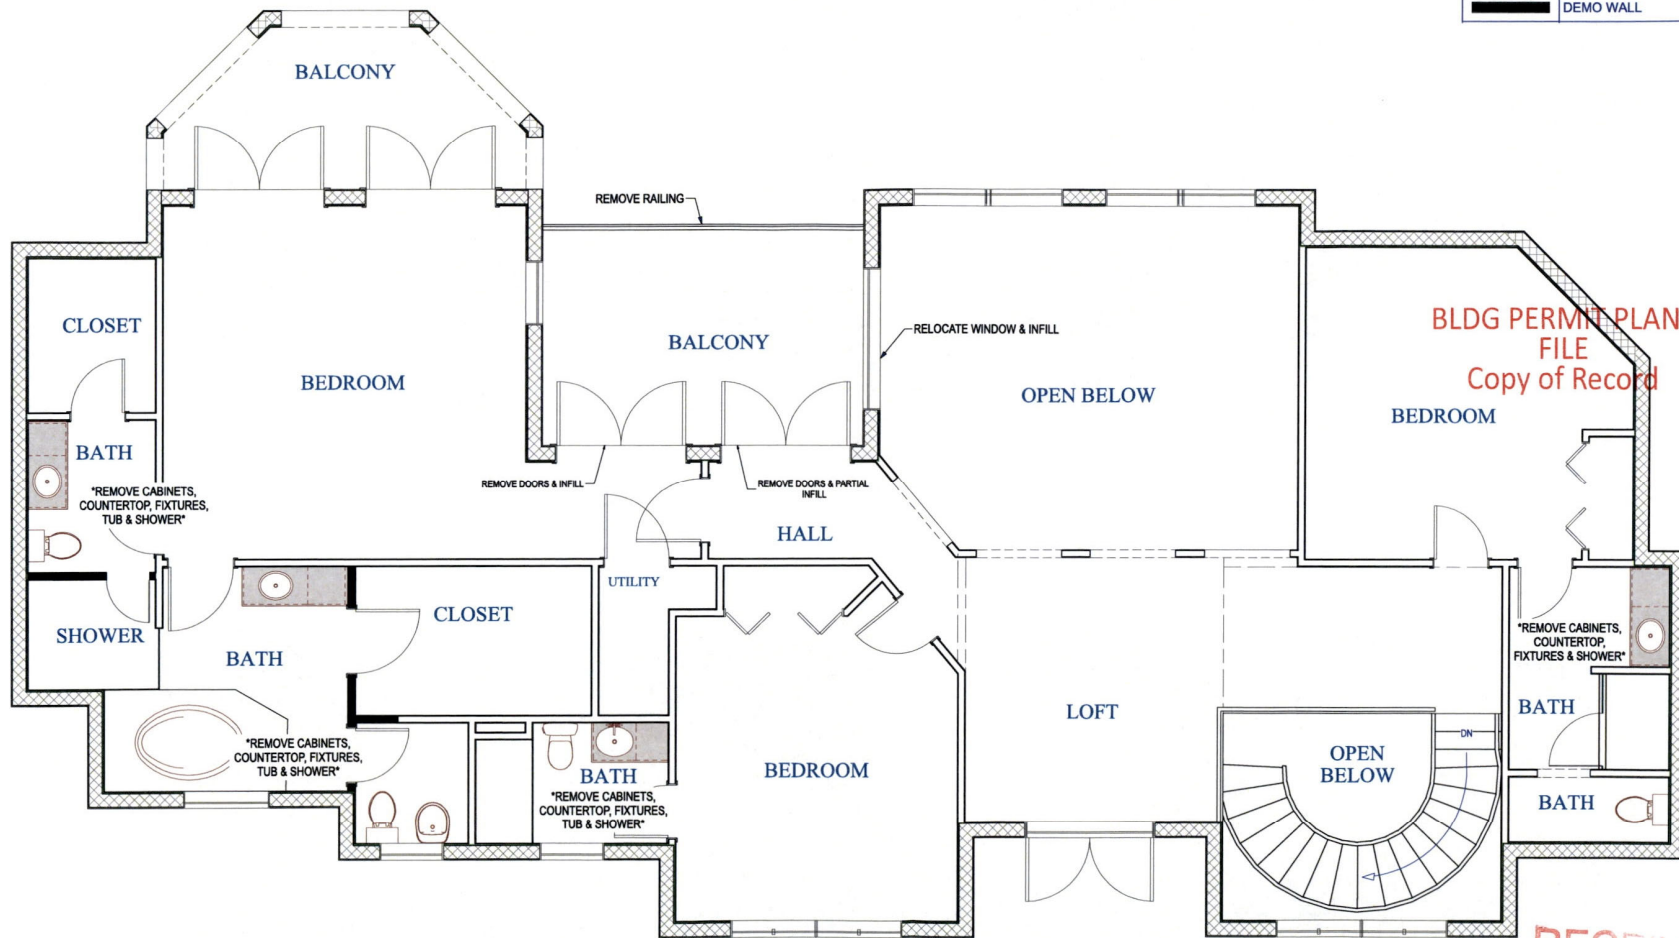 DEMO WALL
BALCONY
REMOVE RAILING
CLOSET
BEDROOM
BALCONY
RELOCATE WINDOW & INFILL
OPEN BELOW
BLDG PERMIT PLAN
FILE
Copy of Record
BEDROOM
BATH
*REMOVE CABINETS,
COUNTERTOP, FIXTURES,
TUB & SHOWER*
REMOVE DOORS & INFILL
REMOVE DOORS & PARTIAL
INFILL
HALL
UTILITY
CLOSET
SHOWER
BATH
*REMOVE CABINETS,
COUNTERTOP,
FIXTURES & SHOWER*
BATH
LOFT
DN
OPEN
BELOW
*REMOVE CABINETS,
COUNTERTOP, FIXTURES,
TUB & SHOWER*
BATH
*REMOVE CABINETS,
COUNTERTOP, FIXTURES,
TUB & SHOWER*
BEDROOM
BATH